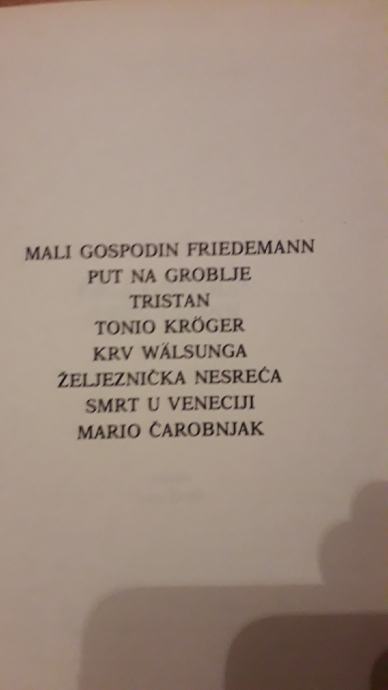 MALI GOSPODIN FRIEDEMANN
PUT NA GROBLJE
TRISTAN
TONIO KRÖGER
KRV WÄLSUNGA
ŽELJEZNIČKA NESREĆA
SMRT U VENECIJI
MARIO ČAROBNJAK